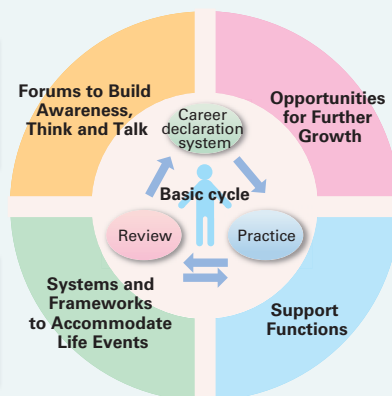 Forums to Build
Awareness,
Think and Talk
Opportunities
for Further
Growth
Career
declaration
system
Basic cycle
Review
Practice
Systems and
Frameworks
to Accommodate
Life Events
Support
Functions